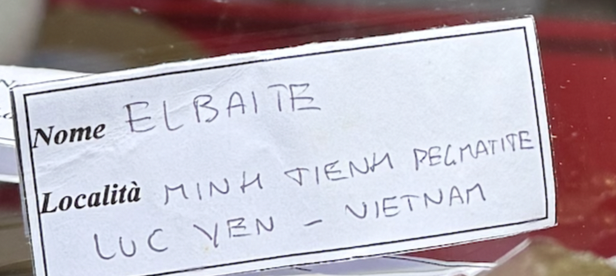 Nome ELBAITE
Località MINH TIENH PEGMATITE
LUC YEN - VIETNAM